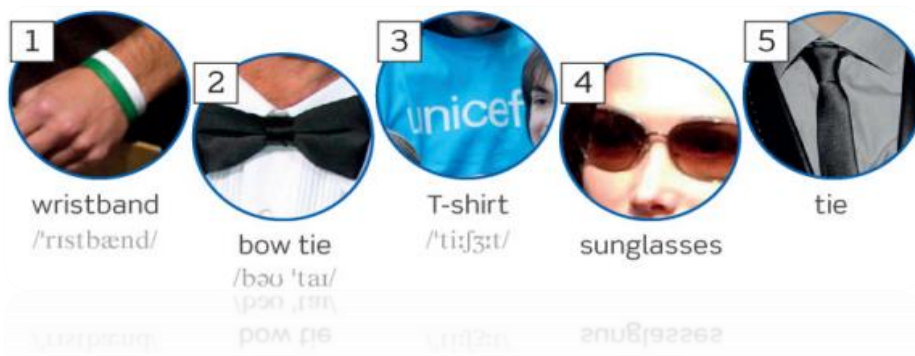 1
wristband
/ˈrɪstbænd/
2
bow tie
/bəʊ ˈtaɪ/
3
unicef
T-shirt
/ˈtiːʃɜːt/
4
sunglasses
5
tie